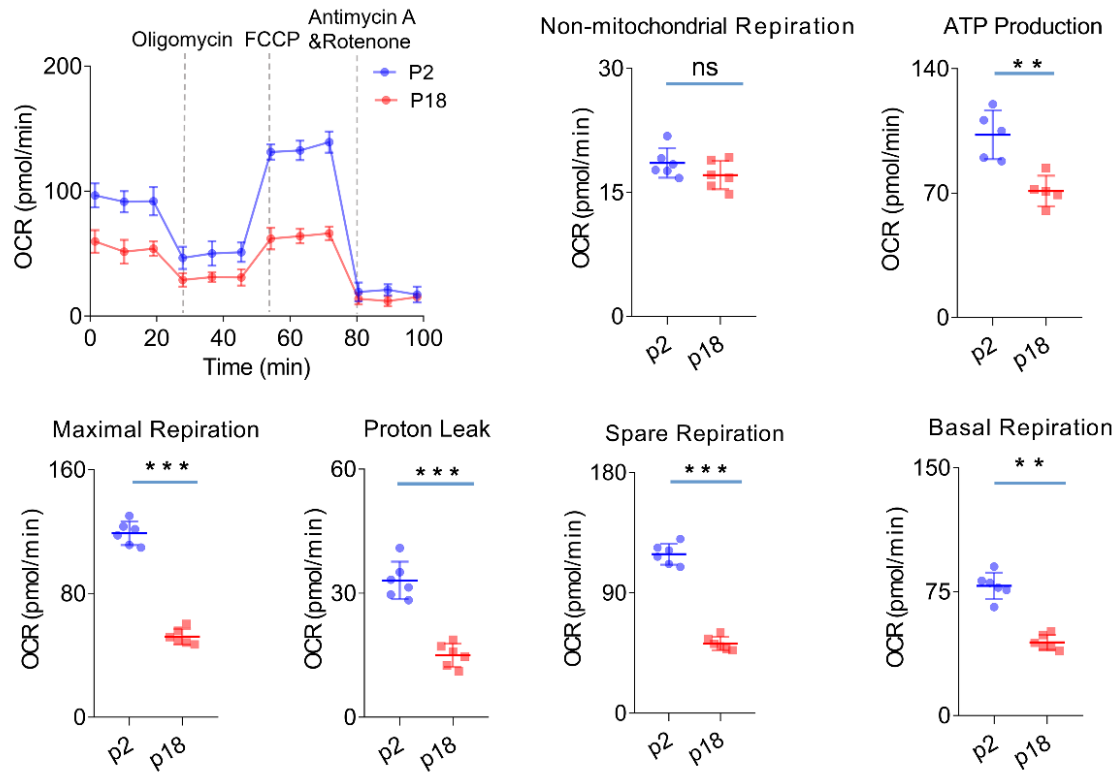 Oligomycin
FCCP
Antimycin A
&Rotenone
P2
P18
OCR (pmol/min)
200
100
0
0 20 40 60 80 100
Time (min)
Non-mitochondrial Repiration
ns
OCR (pmol/min)
30
15
0
p2 p18
ATP Production
**
OCR (pmol/min)
140
70
0
p2 p18
Maximal Repiration
***
OCR (pmol/min)
160
80
0
p2 p18
Proton Leak
***
OCR (pmol/min)
60
30
0
p2 p18
Spare Repiration
***
OCR (pmol/min)
180
90
0
p2 p18
Basal Repiration
**
OCR (pmol/min)
150
75
0
p2 p18